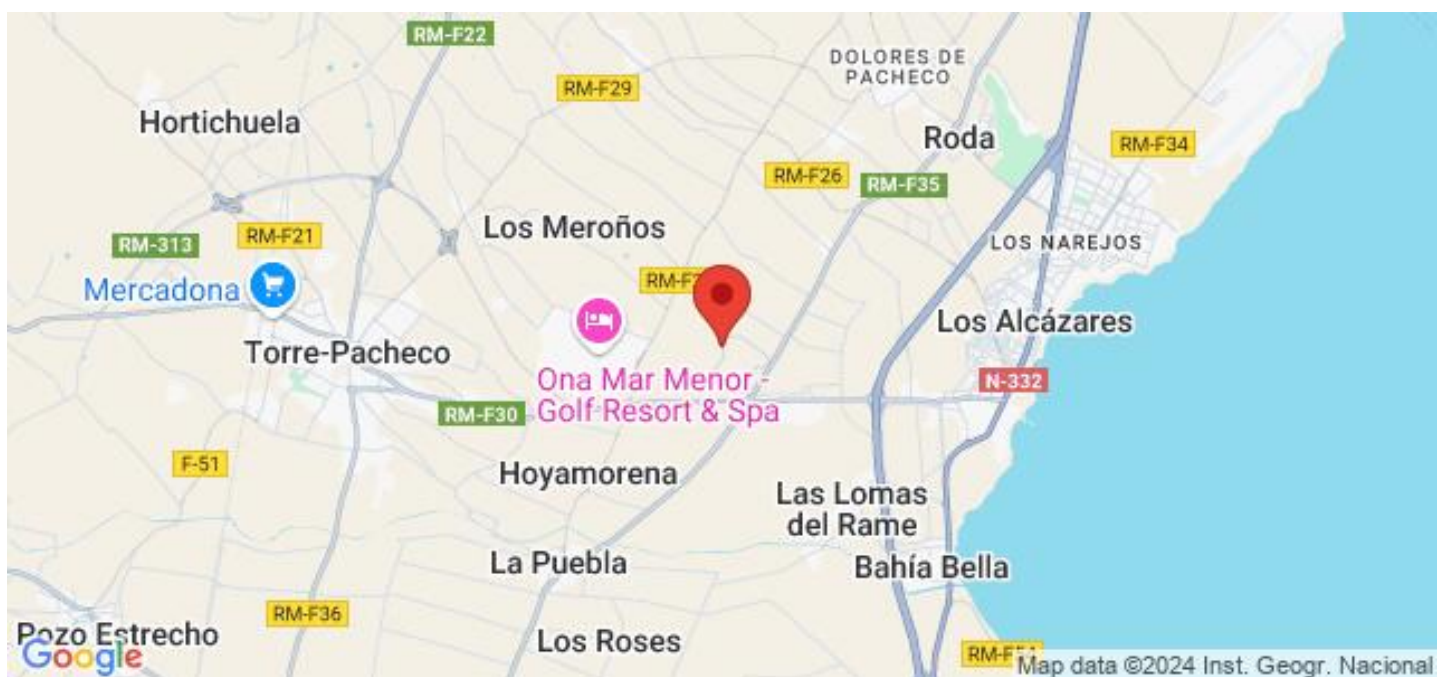 RM-F22
DOLORES DE
PACHECO
RM-F29
Hortichuela
Roda
RM-F34
RM-F26
RM-F35
Los Meroños
RM-F21
RM-313
LOS NAREJOS
Mercadona
Los Alcázares
Torre-Pacheco
Ona Mar Menor -
Golf Resort & Spa
N-332
RM-F30
F-51
Hoyamorena
Las Lomas
del Rame
La Puebla
Bahía Bella
RM-F36
Pozo Estrecho
Los Roses
Google
Map data ©2024 Inst. Geogr. Nacional